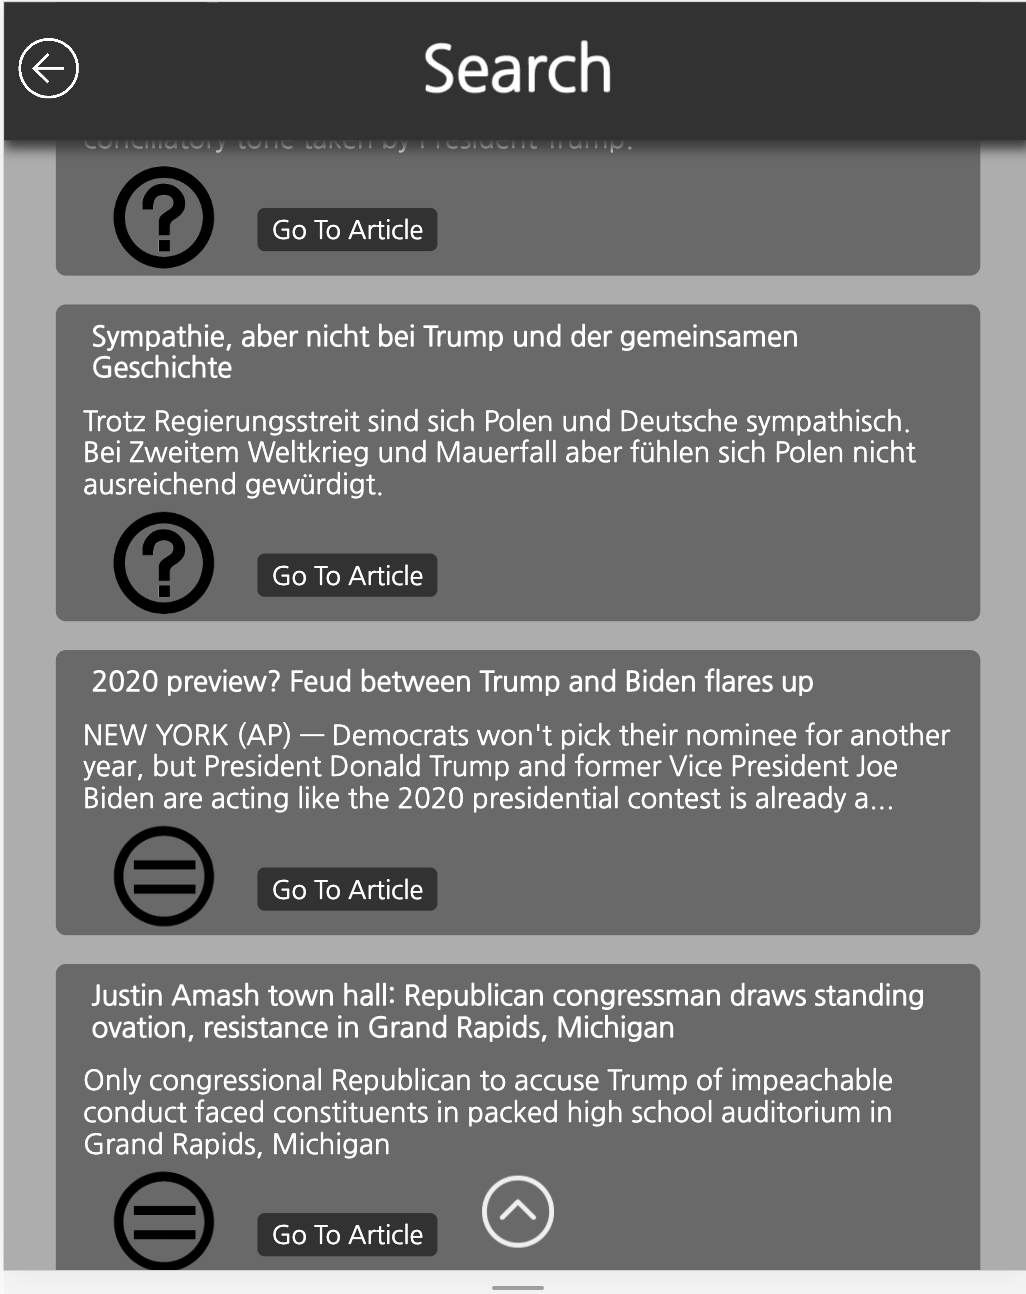 Search
conciliatory tone taken by President Trump.
Go To Article
Sympathie, aber nicht bei Trump und der gemeinsamen
Geschichte
Trotz Regierungsstreit sind sich Polen und Deutsche sympathisch.
Bei Zweitem Weltkrieg und Mauerfall aber fühlen sich Polen nicht
ausreichend gewürdigt.
Go To Article
2020 preview? Feud between Trump and Biden flares up
NEW YORK (AP) — Democrats won't pick their nominee for another
year, but President Donald Trump and former Vice President Joe
Biden are acting like the 2020 presidential contest is already a...
Go To Article
Justin Amash town hall: Republican congressman draws standing
ovation, resistance in Grand Rapids, Michigan
Only congressional Republican to accuse Trump of impeachable
conduct faced constituents in packed high school auditorium in
Grand Rapids, Michigan
Go To Article